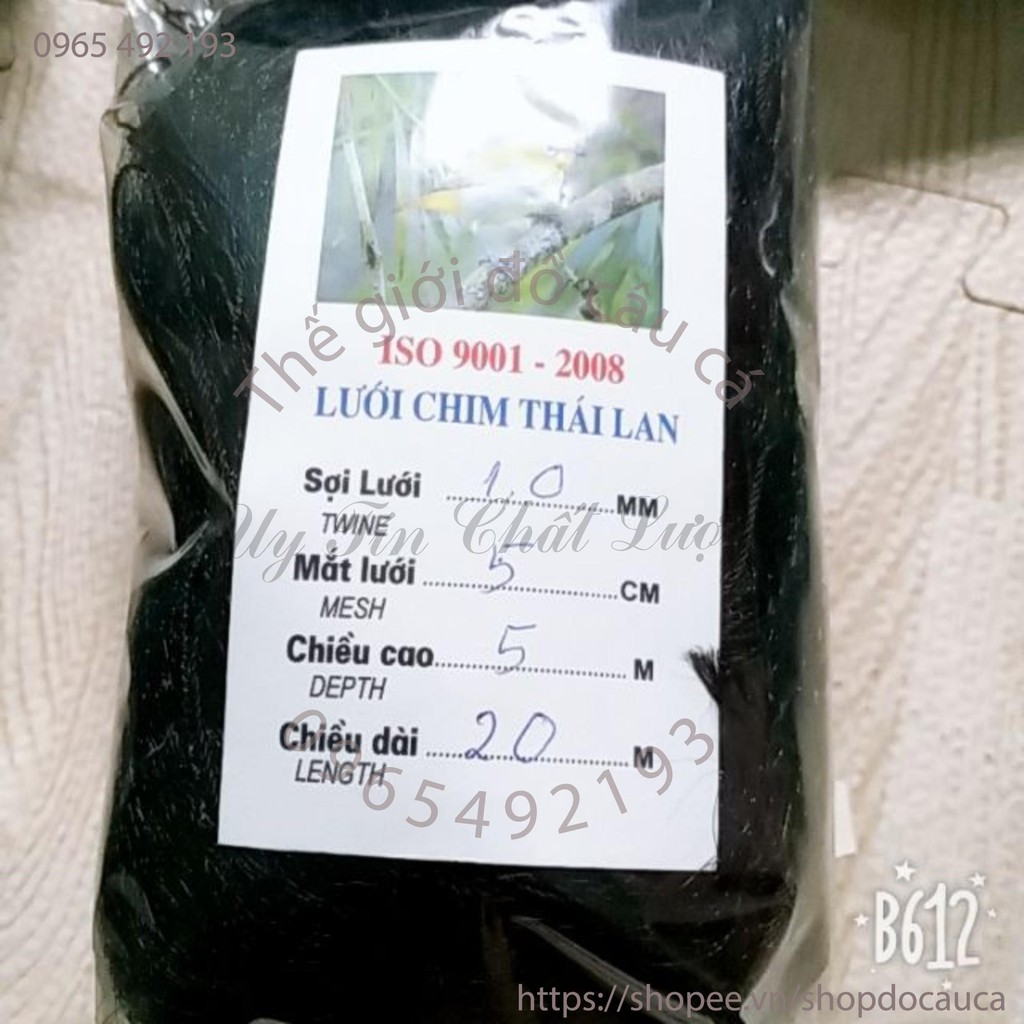 0965 492 193
Thế giới đồ câu cá
ISO 9001 - 2008
LƯỚI CHIM THÁI LAN
Sợi Lưới 1,0 MM
TWINE
Uy Tín Chất Lượ
Mắt lưới 5 CM
MESH
Chiều cao 5 M
DEPTH
Chiều dài 20 M
LENGTH
0965492193
B612
https://shopee.vn/shopdocauca